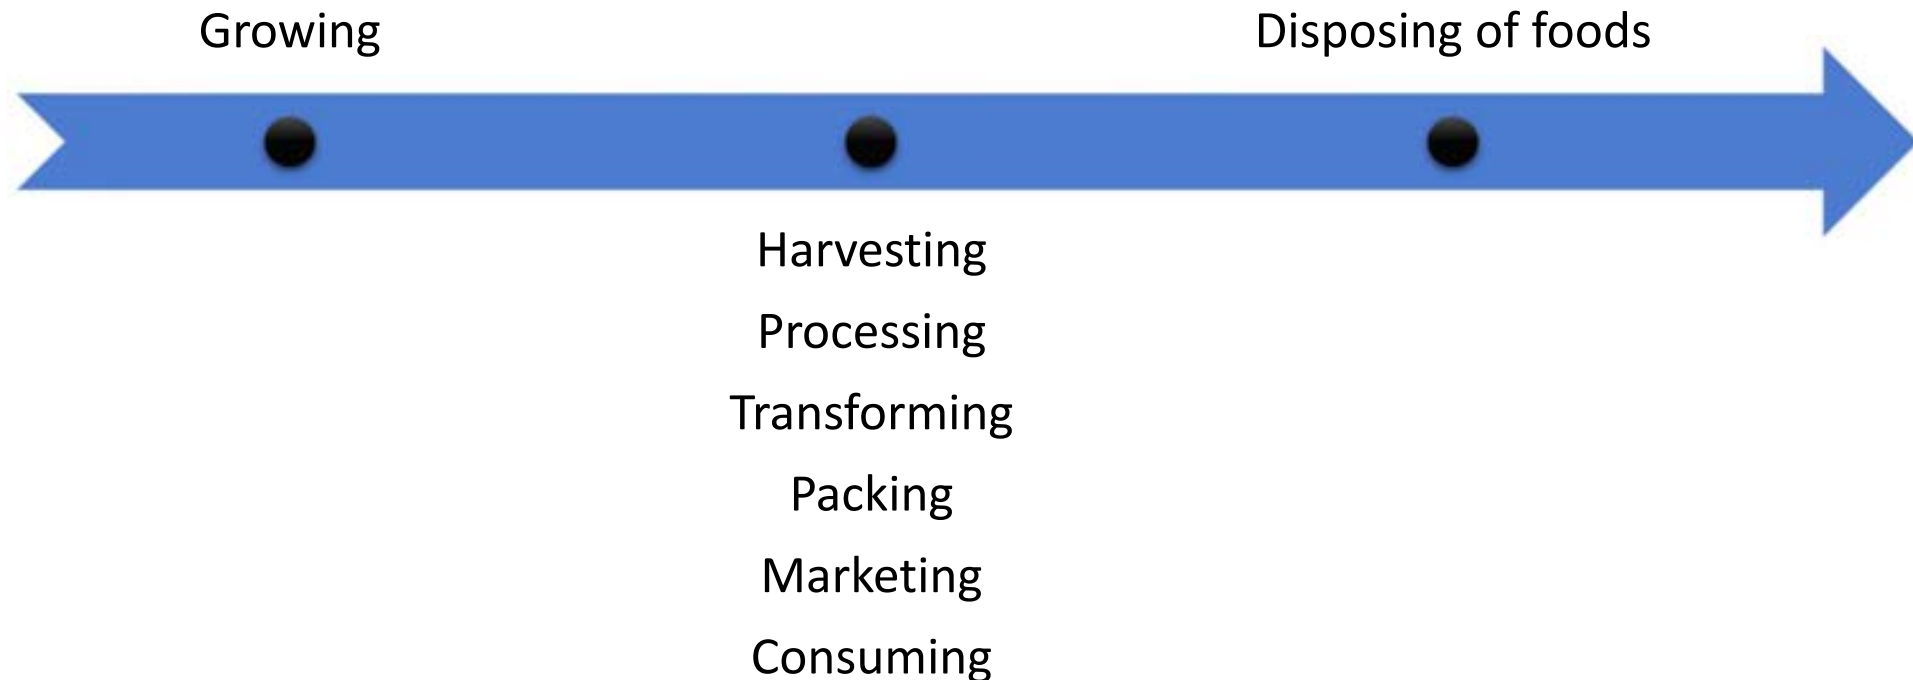 Growing
Disposing of foods
Harvesting
Processing
Transforming
Packing
Marketing
Consuming